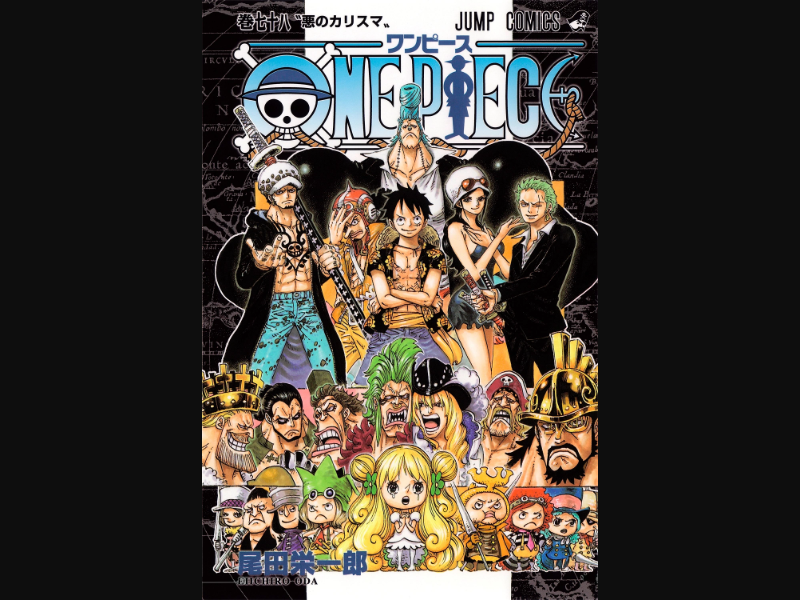 巻七十八〝悪のカリスマ〟
JUMP COMICS
ワンピース
ONE PIECE
尾田栄一郎
EIICHIRO ODA